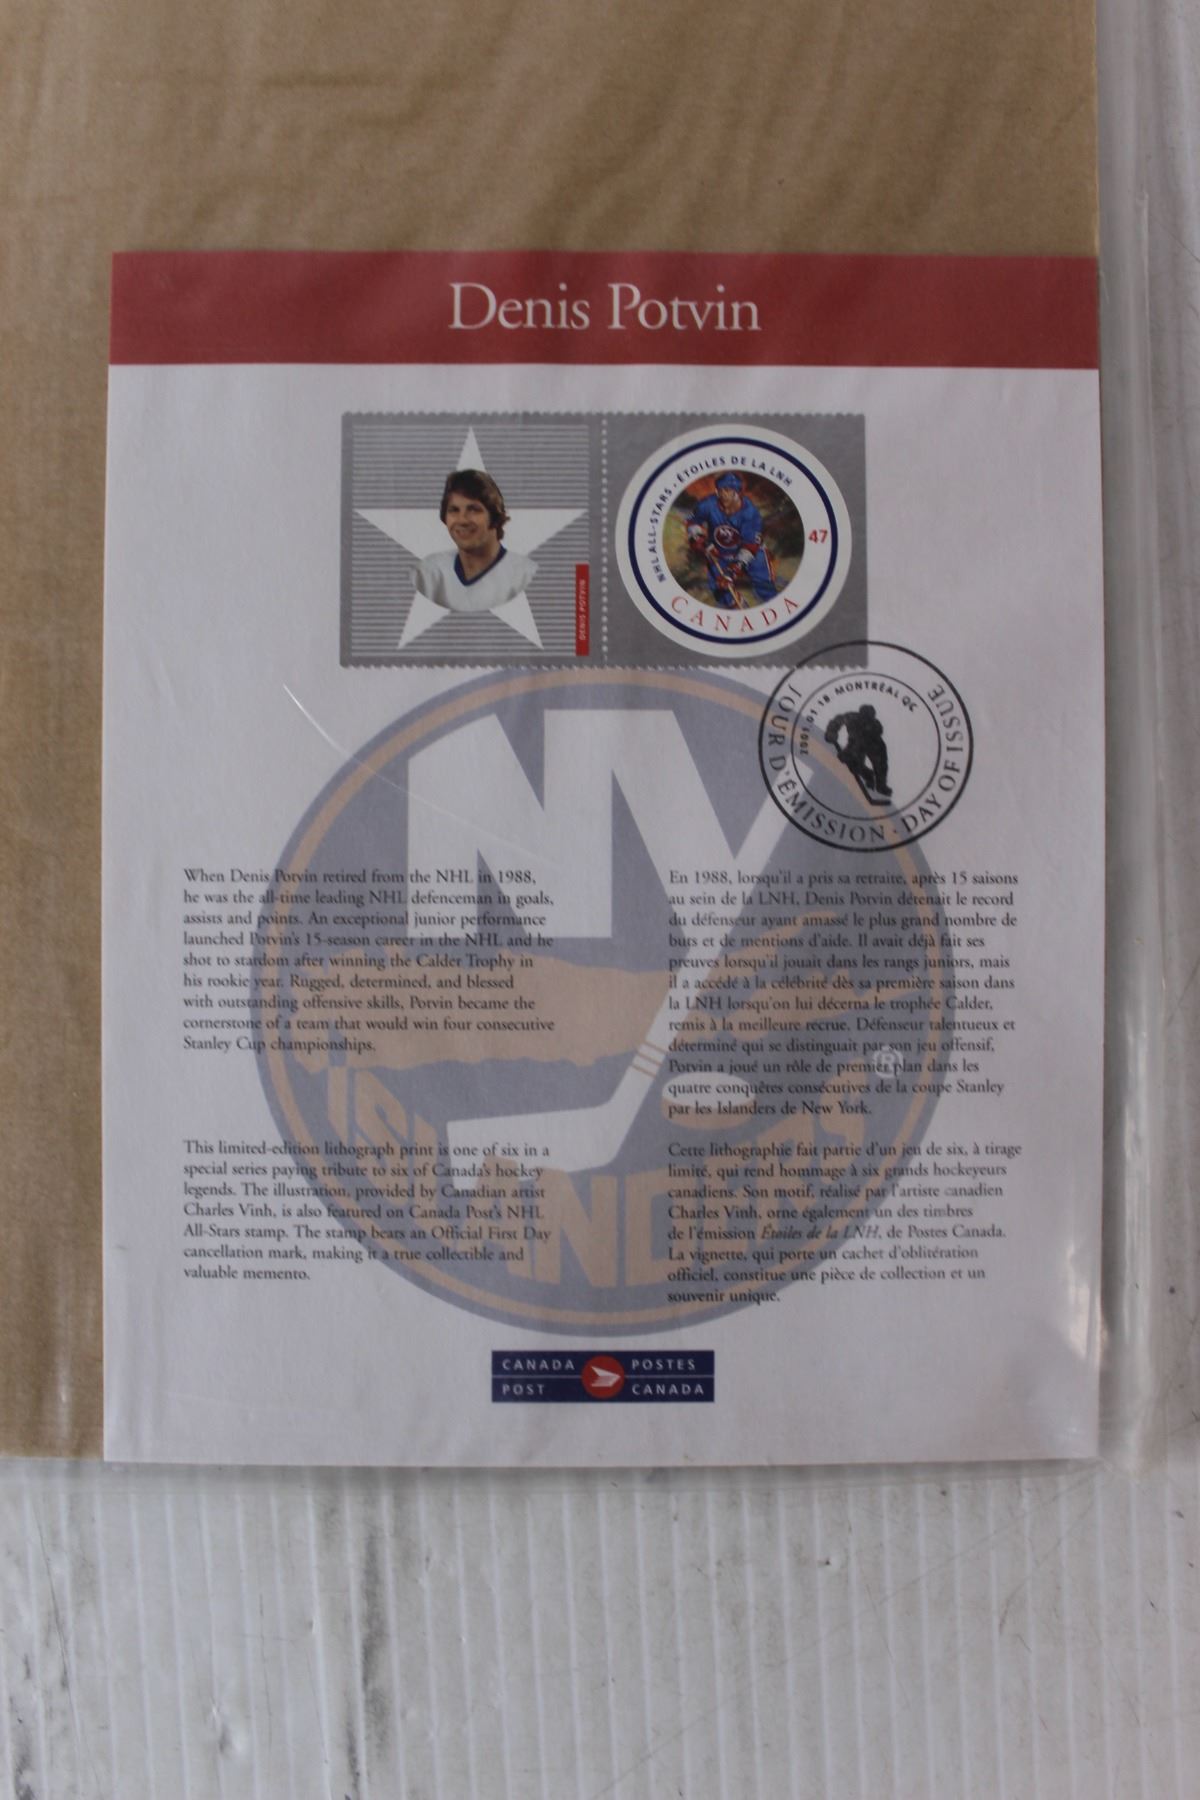 Denis Potvin
DENIS POTVIN
NHL ALL-STARS · ÉTOILES DE LA LNH
47
CANADA
2001.01.18 MONTRÉAL QC
JOUR D'ÉMISSION · DAY OF ISSUE
NY
ISLANDERS
®
When Denis Potvin retired from the NHL in 1988,
he was the all-time leading NHL defenceman in goals,
assists and points. An exceptional junior performance
launched Potvin's 15-season career in the NHL and he
shot to stardom after winning the Calder Trophy in
his rookie year. Rugged, determined, and blessed
with outstanding offensive skills, Potvin became the
cornerstone of a team that would win four consecutive
Stanley Cup championships.
This limited-edition lithograph print is one of six in a
special series paying tribute to six of Canada's hockey
legends. The illustration, provided by Canadian artist
Charles Vinh, is also featured on Canada Post's NHL
All-Stars stamp. The stamp bears an Official First Day
cancellation mark, making it a true collectible and
valuable memento.
En 1988, lorsqu'il a pris sa retraite, après 15 saisons
au sein de la LNH, Denis Potvin détenait le record
du défenseur ayant amassé le plus grand nombre de
buts et de mentions d'aide. Il avait déjà fait ses
preuves lorsqu'il jouait dans les rangs juniors, mais
il a accédé à la célébrité dès sa première saison dans
la LNH lorsqu'on lui décerna le trophée Calder,
remis à la meilleure recrue. Défenseur talentueux et
déterminé qui se distinguait par son jeu offensif,
Potvin a joué un rôle de premier plan dans les
quatre conquêtes consécutives de la coupe Stanley
par les Islanders de New York.
Cette lithographie fait partie d'un jeu de six, à tirage
limité, qui rend hommage à six grands hockeyeurs
canadiens. Son motif, réalisé par l'artiste canadien
Charles Vinh, orne également un des timbres
de l'émission Étoiles de la LNH, de Postes Canada.
La vignette, qui porte un cachet d'oblitération
officiel, constitue une pièce de collection et un
souvenir unique.
CANADA POSTES
POST CANADA